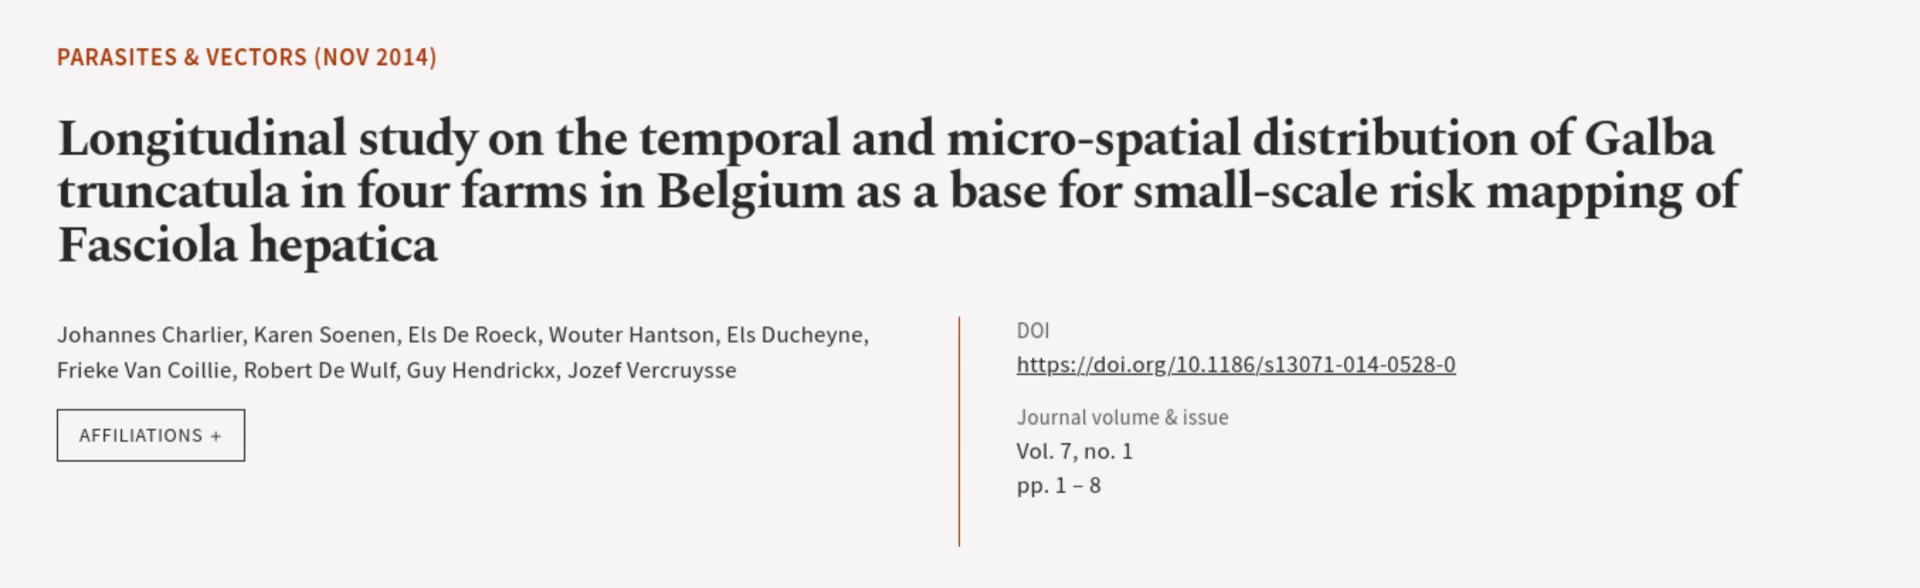 PARASITES & VECTORS (NOV 2014)
Longitudinal study on the temporal and micro-spatial distribution of Galba
truncatula in four farms in Belgium as a base for small-scale risk mapping of
Fasciola hepatica
Johannes Charlier, Karen Soenen, Els De Roeck, Wouter Hantson, Els Ducheyne,
Frieke Van Coillie, Robert De Wulf, Guy Hendrickx, Jozef Vercruysse
AFFILIATIONS +
DOI
https://doi.org/10.1186/s13071-014-0528-0
Journal volume & issue
Vol. 7, no. 1
pp. 1 – 8